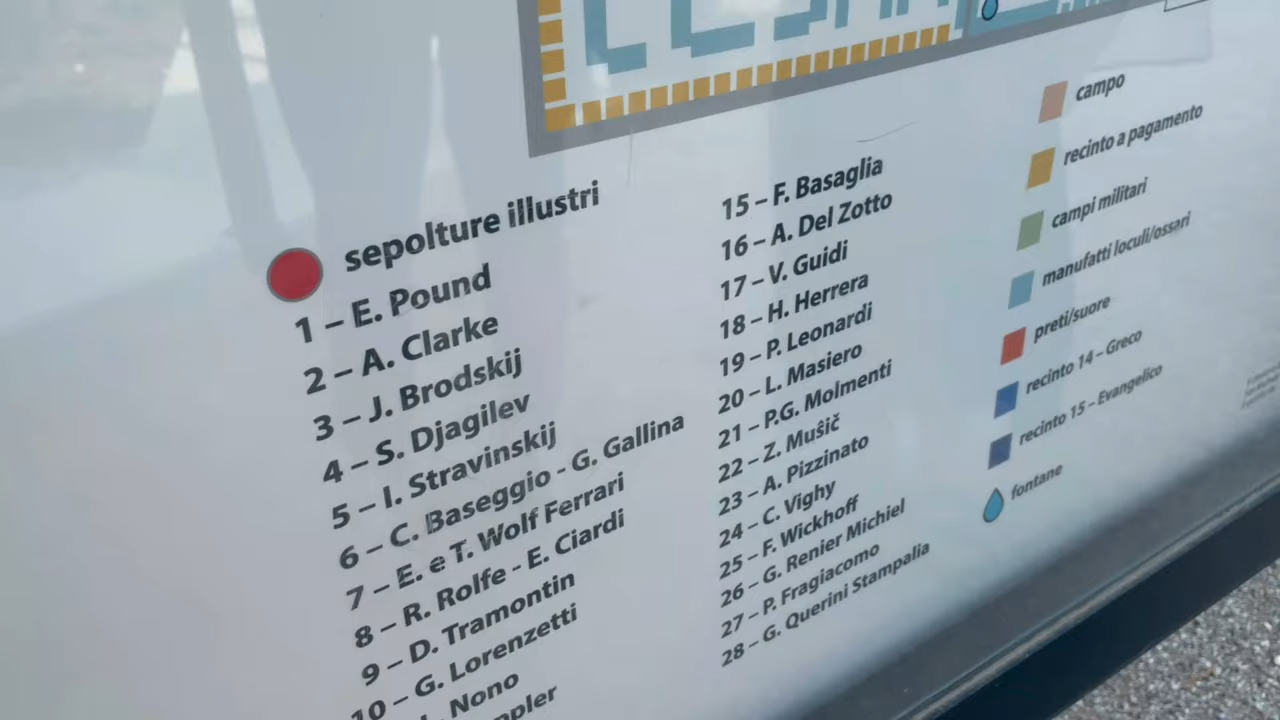 sepolture illustri
1 – E. Pound
2 – A. Clarke
3 – J. Brodskij
4 – S. Djagilev
5 – I. Stravinskij
6 – C. Baseggio - G. Gallina
7 – E. e T. Wolf Ferrari
8 – R. Rolfe - E. Ciardi
9 – D. Tramontin
10 – G. Lorenzetti
Nono
15 – F. Basaglia
16 – A. Del Zotto
17 – V. Guidi
18 – H. Herrera
19 – P. Leonardi
20 – L. Masiero
21 – P.G. Molmenti
22 – Z. Mušič
23 – A. Pizzinato
24 – C. Vighy
25 – F. Wickhoff
26 – G. Renier Michiel
27 – P. Fragiacomo
28 – G. Querini Stampalia
campo
recinto a pagamento
campi militari
manufatti loculi/ossari
preti/suore
recinto 14 – Greco
recinto 15 – Evangelico
fontane